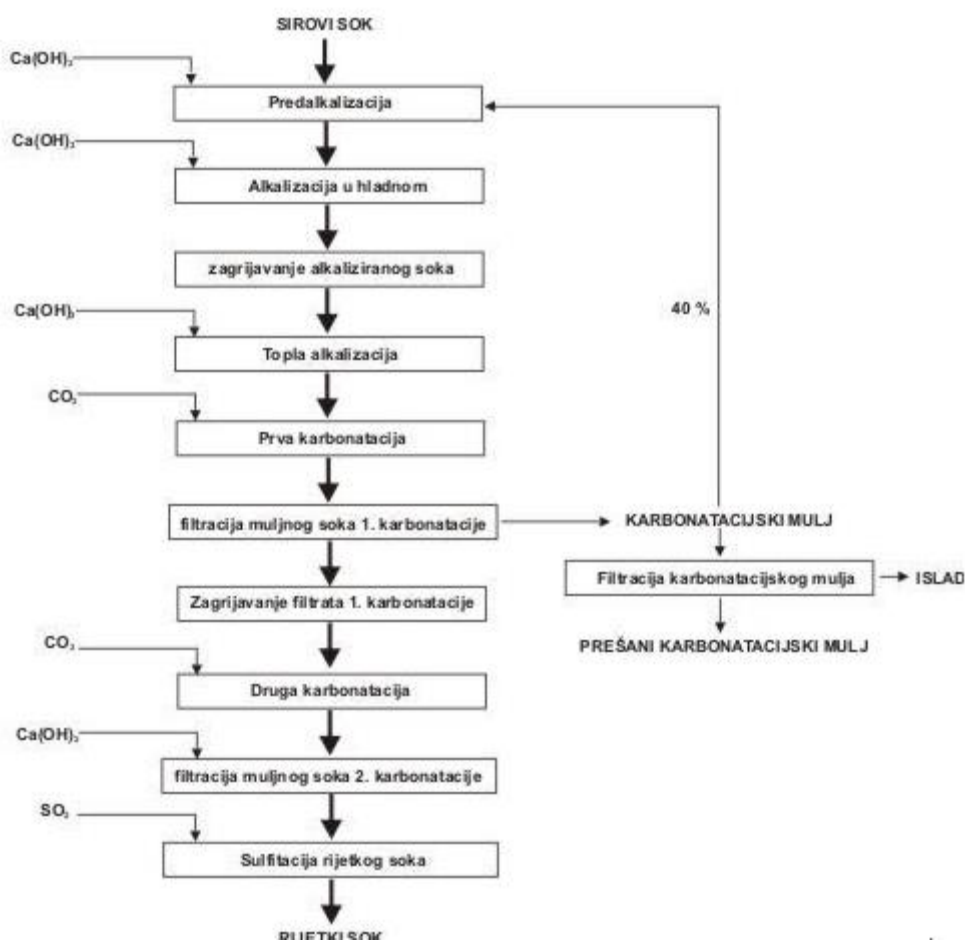 SIROVI SOK
Ca(OH)₂
Predalkalizacija
Ca(OH)₂
Alkalizacija u hladnom
zagrijavanje alkaliziranog soka
40 %
Ca(OH)₂
Topla alkalizacija
CO₂
Prva karbonatacija
filtracija muljnog soka 1. karbonatacije
KARBONATACIJSKI MULJ
Filtracija karbonatacijskog mulja
ISLAD
Zagrijavanje filtrata 1. karbonatacije
PREŠANI KARBONATACIJSKI MULJ
CO₂
Druga karbonatacija
Ca(OH)₂
filtracija muljnog soka 2. karbonatacije
SO₂
Sulfitacija rijetkog soka
RIJETKI SOK